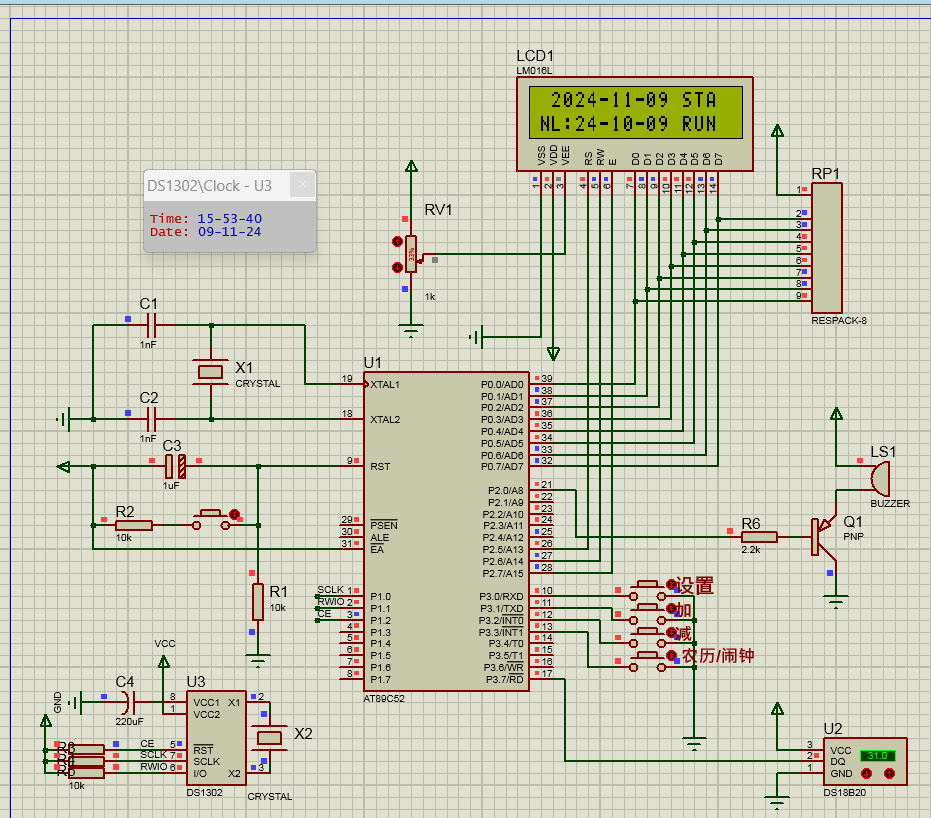 LCD1
LM016L
2024-11-09 STA
NL:24-10-09 RUN
VSS
VDD
VEE
RS
RW
E
D0
D1
D2
D3
D4
D5
D6
D7
1
2
3
4
5
6
7
8
9
10
11
12
13
14
DS1302\Clock - U3
Time: 15-53-40
Date: 09-11-24
RV1
33%
1k
RP1
1
2
3
4
5
6
7
8
9
RESPACK-8
C1
1nF
X1
CRYSTAL
C2
1nF
C3
1uF
R2
10k
R1
10k
U1
19 XTAL1
18 XTAL2
9 RST
29 PSEN
30 ALE
31 EA
SCLK 1 P1.0
RWIO 2 P1.1
CE 3 P1.2
4 P1.3
5 P1.4
6 P1.5
7 P1.6
8 P1.7
P0.0/AD0 39
P0.1/AD1 38
P0.2/AD2 37
P0.3/AD3 36
P0.4/AD4 35
P0.5/AD5 34
P0.6/AD6 33
P0.7/AD7 32
P2.0/A8 21
P2.1/A9 22
P2.2/A10 23
P2.3/A11 24
P2.4/A12 25
P2.5/A13 26
P2.6/A14 27
P2.7/A15 28
P3.0/RXD 10
P3.1/TXD 11
P3.2/INT0 12
P3.3/INT1 13
P3.4/T0 14
P3.5/T1 15
P3.6/WR 16
P3.7/RD 17
AT89C52
LS1
BUZZER
R6
2.2k
Q1
PNP
设置
加
减
农历/闹钟
VCC
GND
C4
220uF
U3
8 VCC1 X1 2
1 VCC2
CE 5 RST
SCLK 7 SCLK
RWIO 6 I/O X2 3
DS1302
10k
X2
CRYSTAL
U2
3 VCC
2 DQ
1 GND
31.0
DS18B20